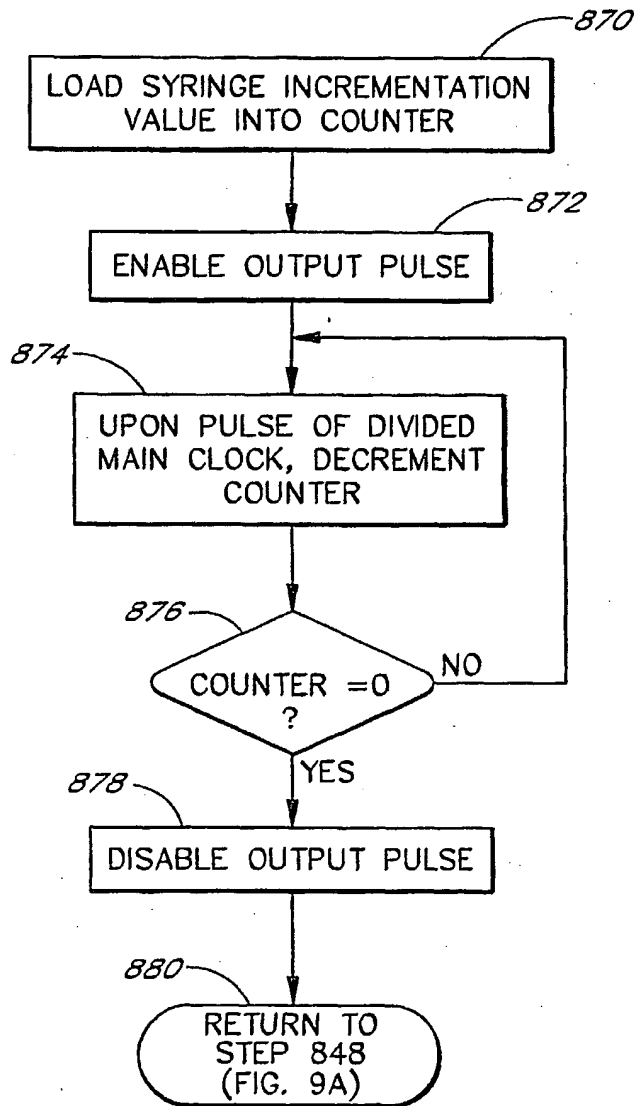 870
LOAD SYRINGE INCREMENTATION
VALUE INTO COUNTER
872
ENABLE OUTPUT PULSE
874
UPON PULSE OF DIVIDED
MAIN CLOCK, DECREMENT
COUNTER
876
COUNTER =0
?
NO
YES
878
DISABLE OUTPUT PULSE
880
RETURN TO
STEP 848
(FIG. 9A)